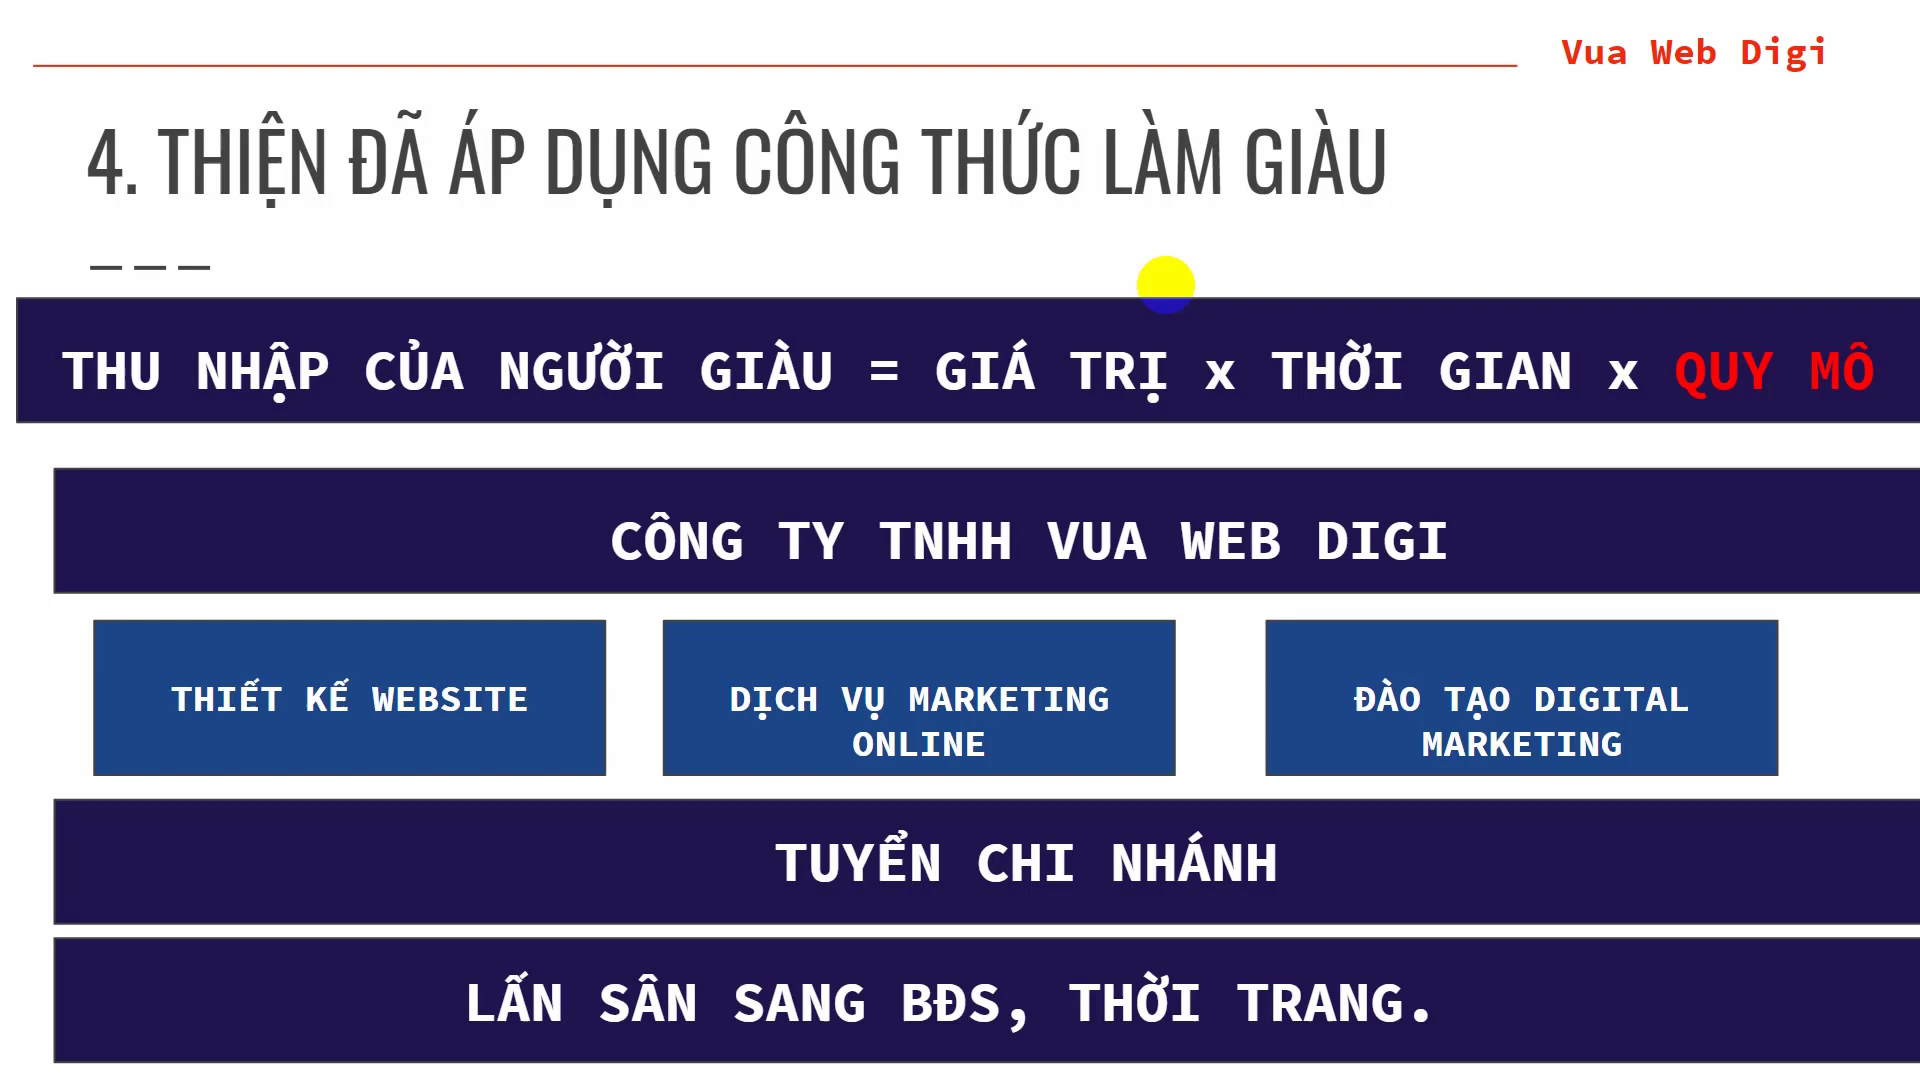 Vua Web Digi
4. THIỆN ĐÃ ÁP DỤNG CÔNG THỨC LÀM GIÀU
THU NHẬP CỦA NGƯỜI GIÀU = GIÁ TRỊ x THỜI GIAN x QUY MÔ
CÔNG TY TNHH VUA WEB DIGI
THIẾT KẾ WEBSITE
DỊCH VỤ MARKETING
ONLINE
ĐÀO TẠO DIGITAL
MARKETING
TUYỂN CHI NHÁNH
LẤN SÂN SANG BĐS, THỜI TRANG.